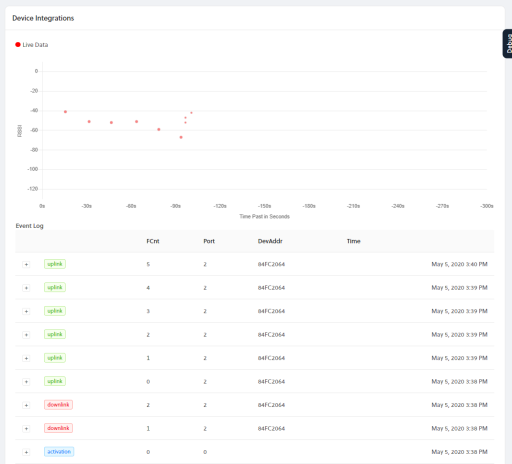 Device Integrations
Debug
Live Data
0
-20
-40
-60
-80
-100
-120
RSSI
0s -30s -60s -90s -120s -150s -180s -210s -240s -270s -300s
Time Past in Seconds
Event Log
FCnt Port DevAddr Time
+ uplink 5 2 84FC2064 May 5, 2020 3:40 PM
+ uplink 4 2 84FC2064 May 5, 2020 3:39 PM
+ uplink 3 2 84FC2064 May 5, 2020 3:39 PM
+ uplink 2 2 84FC2064 May 5, 2020 3:39 PM
+ uplink 1 2 84FC2064 May 5, 2020 3:39 PM
+ uplink 0 2 84FC2064 May 5, 2020 3:38 PM
+ downlink 2 2 84FC2064 May 5, 2020 3:38 PM
+ downlink 1 2 84FC2064 May 5, 2020 3:38 PM
+ activation 0 0 May 5, 2020 3:38 PM